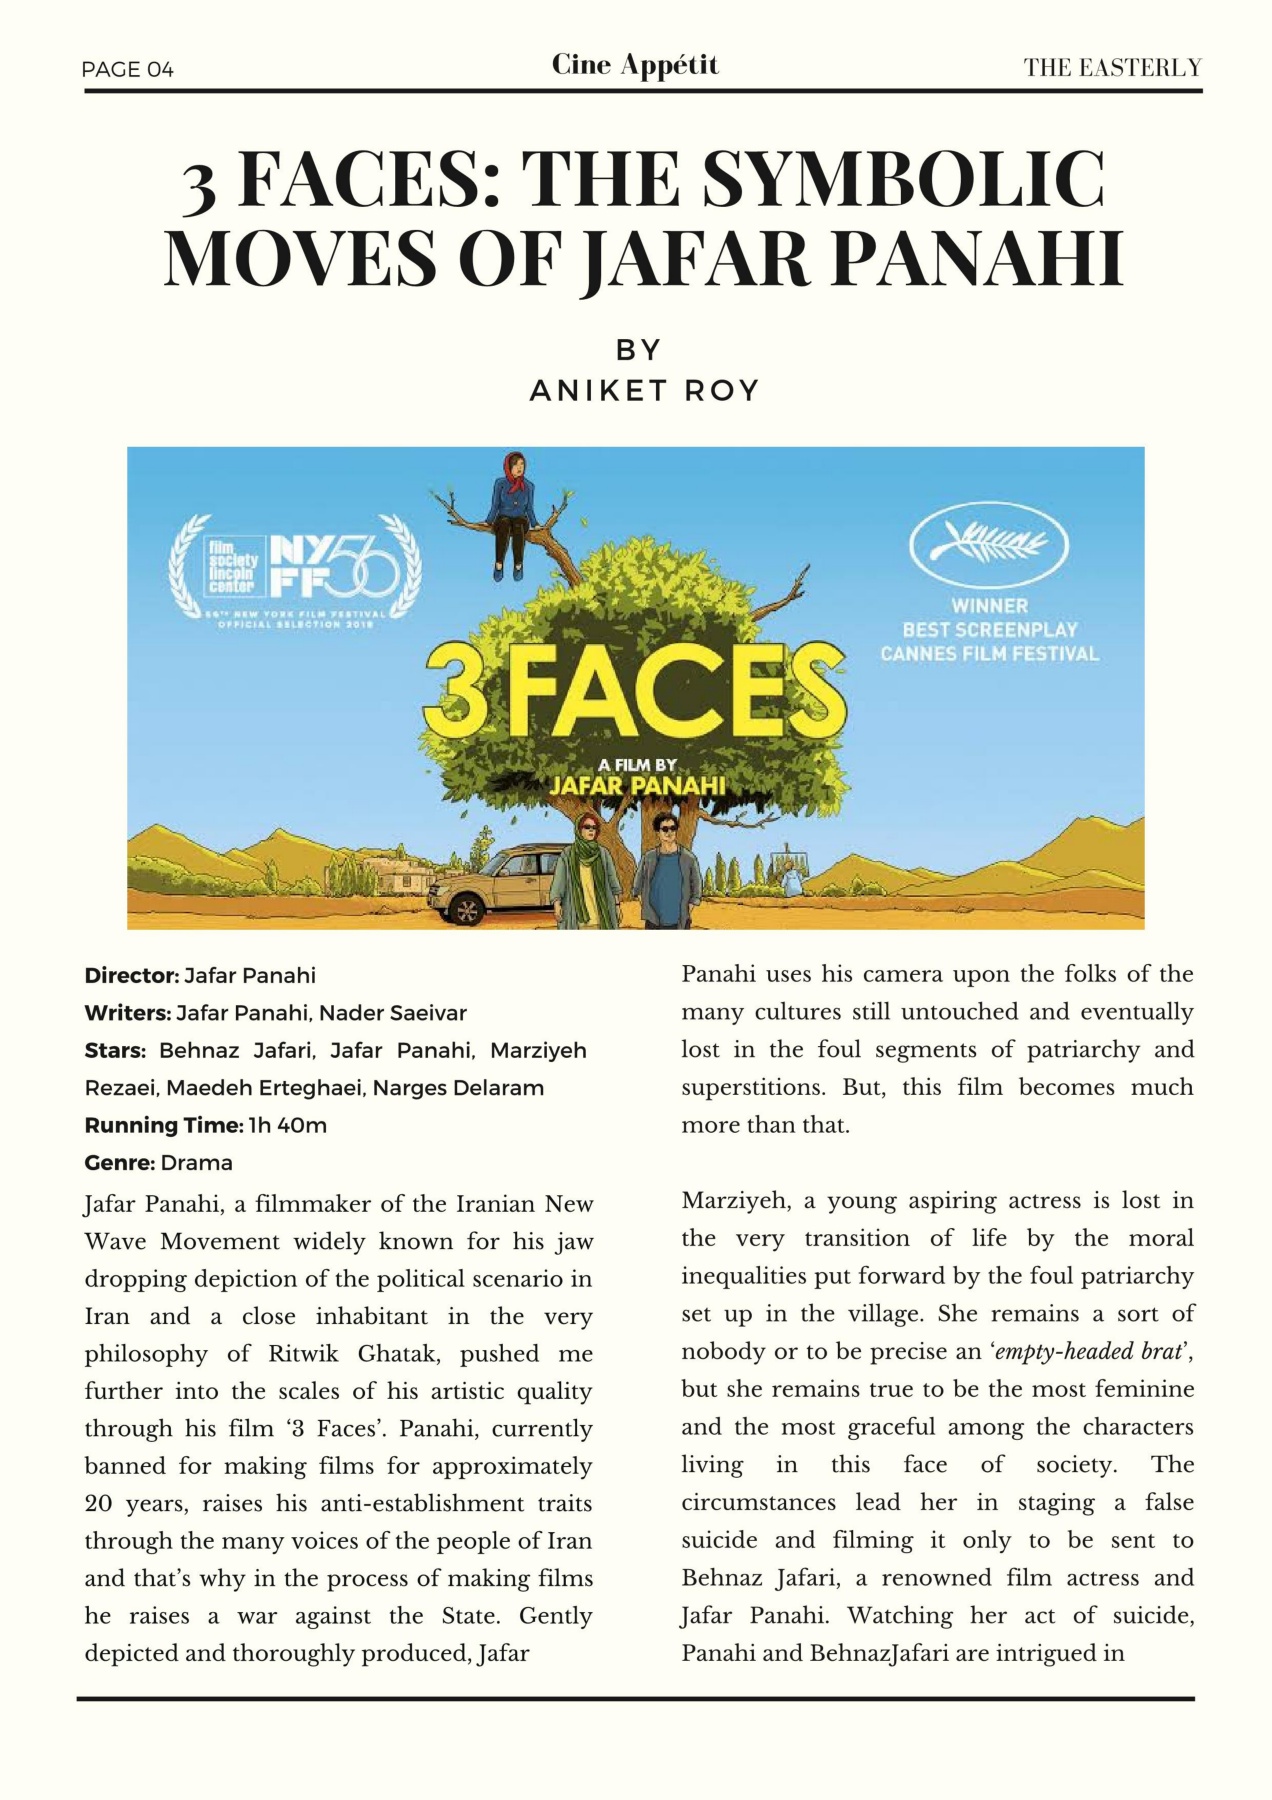 PAGE 04
Cine Appétit
THE EASTERLY
3 FACES: THE SYMBOLIC
MOVES OF JAFAR PANAHI
BY
ANIKET ROY
film
society
lincoln
center
NY
FF
56
56TH NEW YORK FILM FESTIVAL
OFFICIAL SELECTION 2018
WINNER
BEST SCREENPLAY
CANNES FILM FESTIVAL
3 FACES
A FILM BY
JAFAR PANAHI
Director: Jafar Panahi
Writers: Jafar Panahi, Nader Saeivar
Stars: Behnaz Jafari, Jafar Panahi, Marziyeh
Rezaei, Maedeh Erteghaei, Narges Delaram
Running Time: 1h 40m
Genre: Drama
Jafar Panahi, a filmmaker of the Iranian New
Wave Movement widely known for his jaw
dropping depiction of the political scenario in
Iran and a close inhabitant in the very
philosophy of Ritwik Ghatak, pushed me
further into the scales of his artistic quality
through his film ‘3 Faces’. Panahi, currently
banned for making films for approximately
20 years, raises his anti-establishment traits
through the many voices of the people of Iran
and that’s why in the process of making films
he raises a war against the State. Gently
depicted and thoroughly produced, Jafar
Panahi uses his camera upon the folks of the
many cultures still untouched and eventually
lost in the foul segments of patriarchy and
superstitions. But, this film becomes much
more than that.
Marziyeh, a young aspiring actress is lost in
the very transition of life by the moral
inequalities put forward by the foul patriarchy
set up in the village. She remains a sort of
nobody or to be precise an ‘empty-headed brat’,
but she remains true to be the most feminine
and the most graceful among the characters
living in this face of society. The
circumstances lead her in staging a false
suicide and filming it only to be sent to
Behnaz Jafari, a renowned film actress and
Jafar Panahi. Watching her act of suicide,
Panahi and BehnazJafari are intrigued in